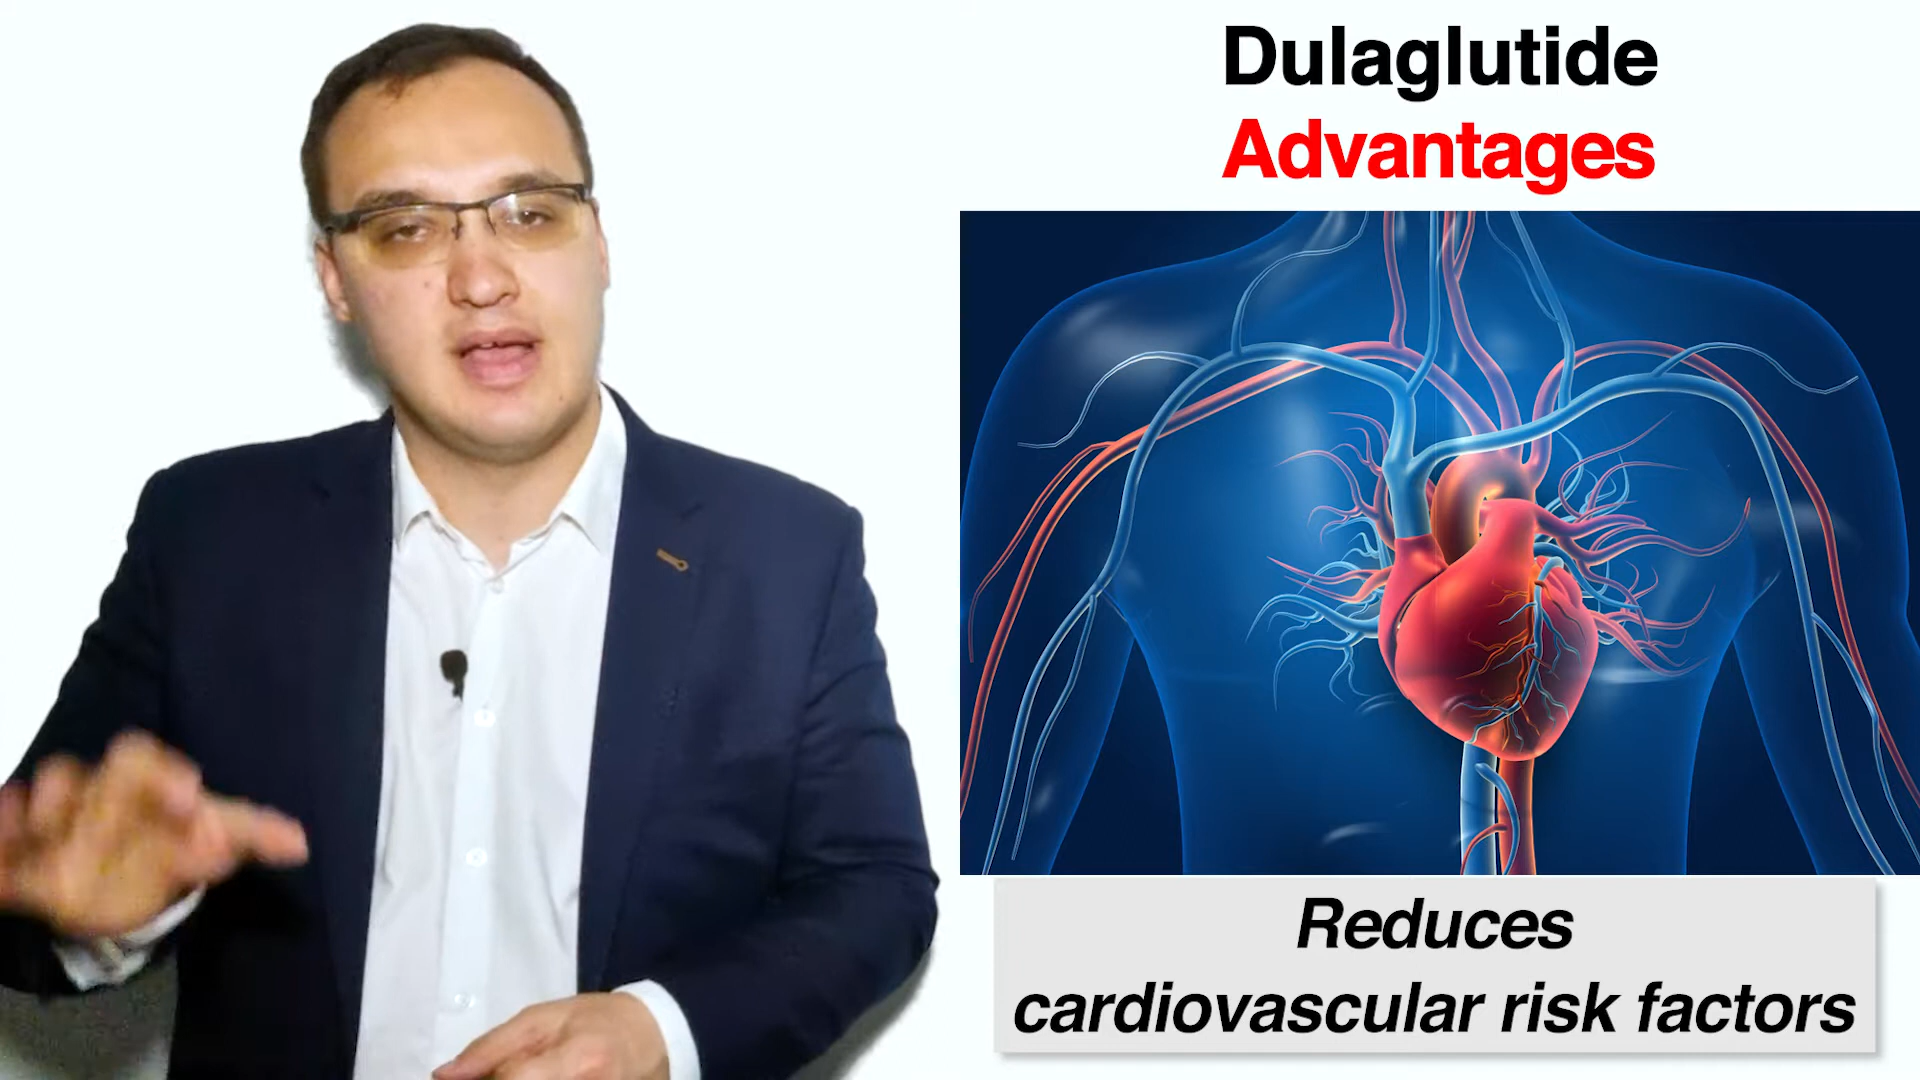 Dulaglutide
Advantages
Reduces
cardiovascular risk factors